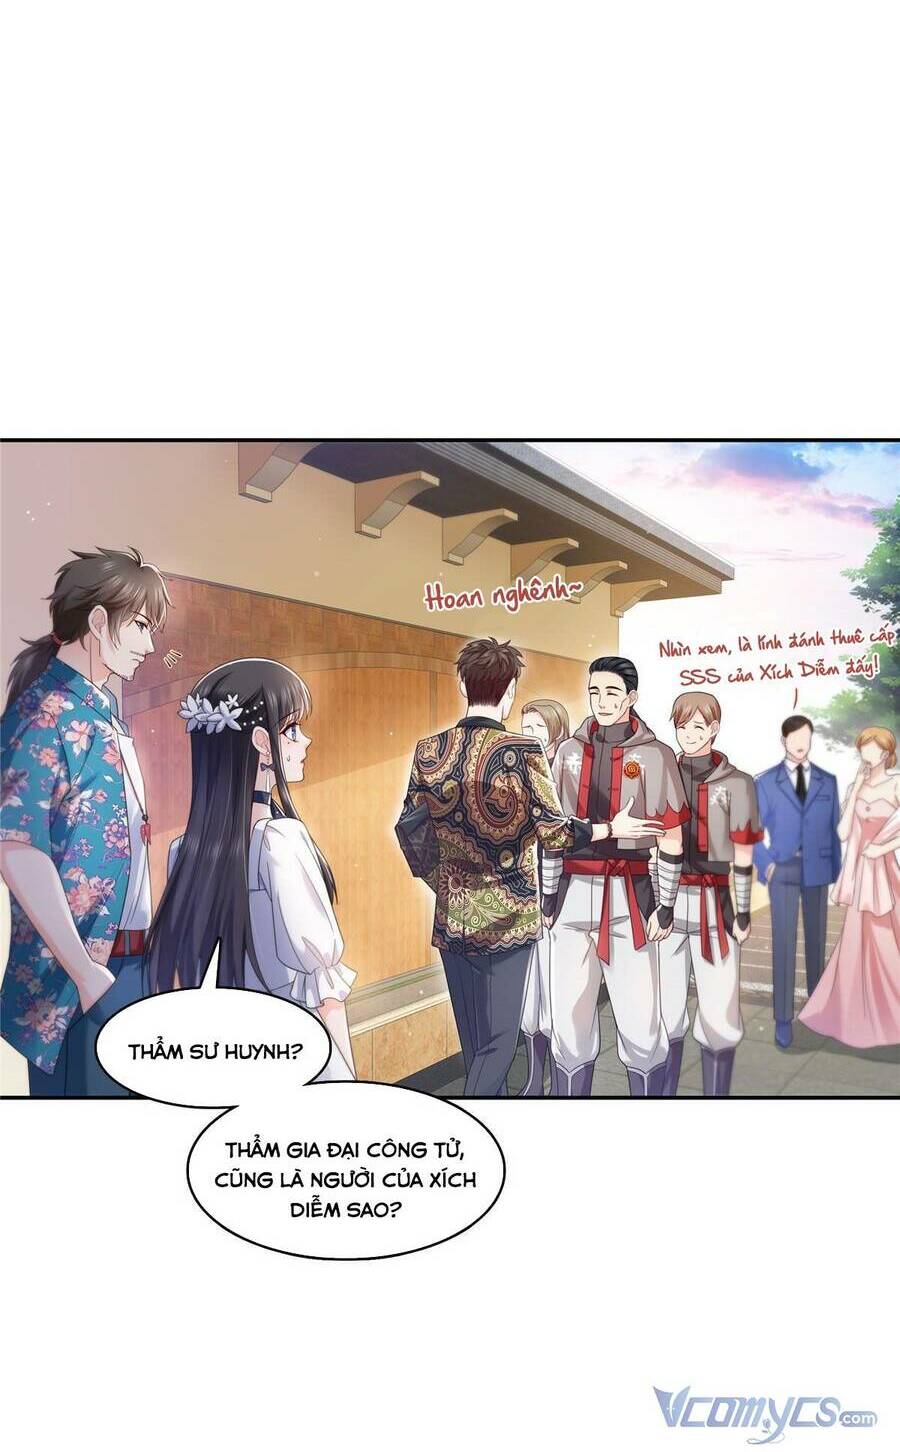 Hoan nghênh~
Nhìn xem, là lính đánh thuê cấp
SSS của Xích Diễm đấy!
THẨM SƯ HUYNH?
THẨM GIA ĐẠI CÔNG TỬ,
CŨNG LÀ NGƯỜI CỦA XÍCH
DIỄM SAO?
Vcomycs.com